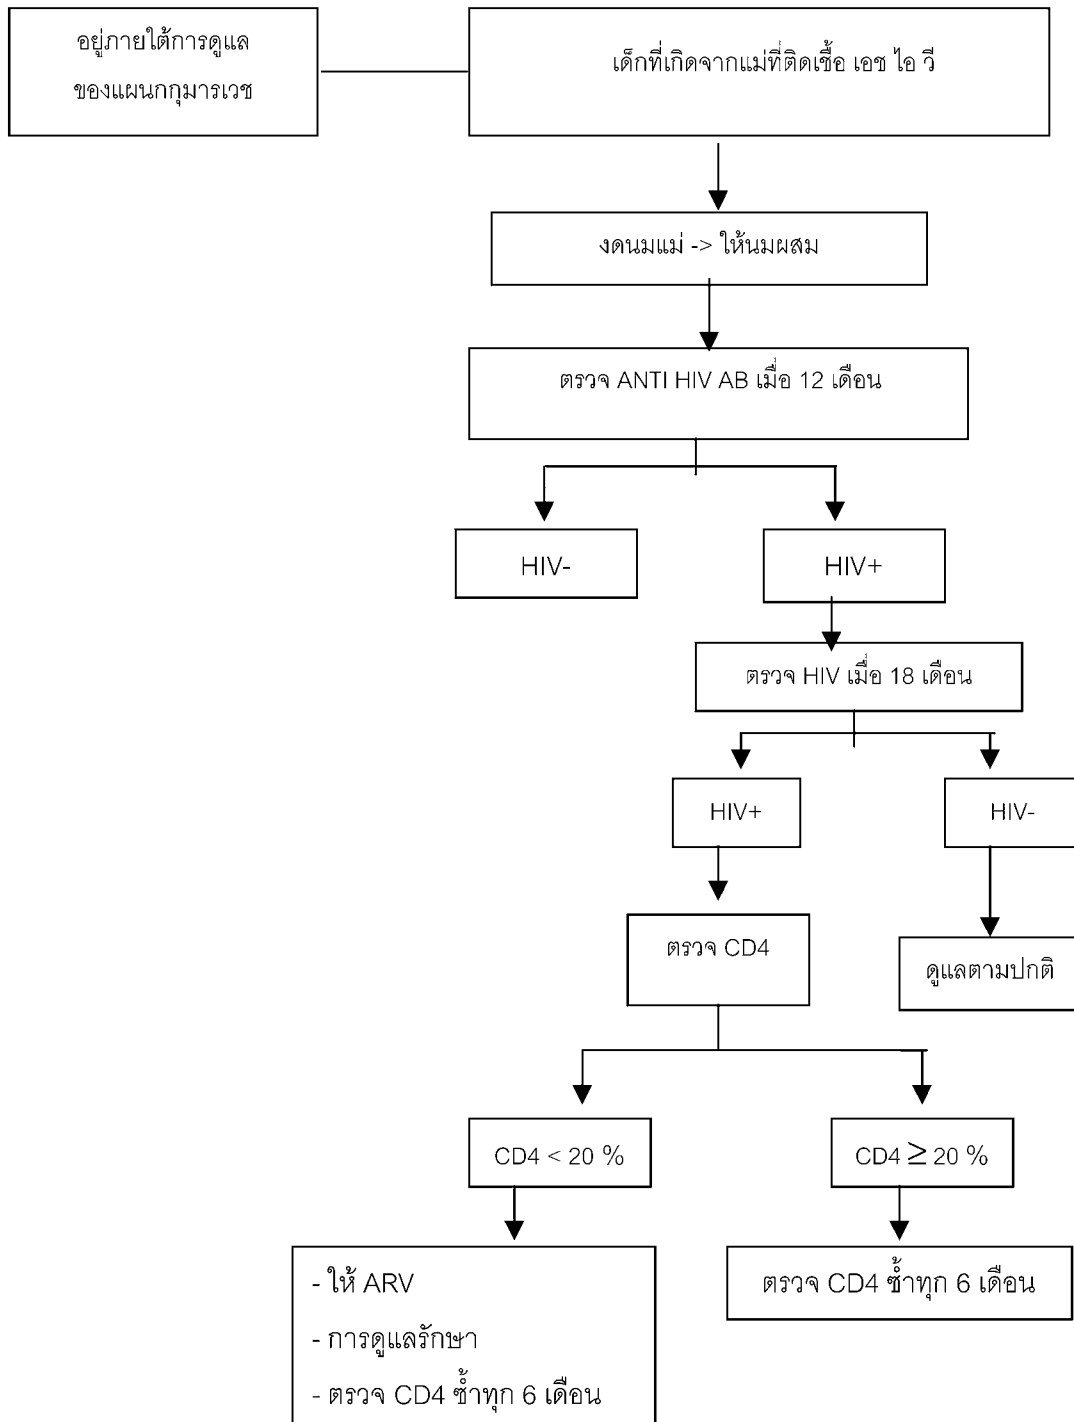 อยู่ภายใต้การดูแล
ของแผนกกุมารเวช
เด็กที่เกิดจากแม่ที่ติดเชื้อ เอช ไอ วี
งดนมแม่ -> ให้นมผสม
ตรวจ ANTI HIV AB เมื่อ 12 เดือน
HIV-
HIV+
ตรวจ HIV เมื่อ 18 เดือน
HIV+
HIV-
ตรวจ CD4
ดูแลตามปกติ
CD4 < 20 %
CD4 ≥ 20 %
- ให้ ARV
- การดูแลรักษา
- ตรวจ CD4 ซ้ำทุก 6 เดือน
ตรวจ CD4 ซ้ำทุก 6 เดือน